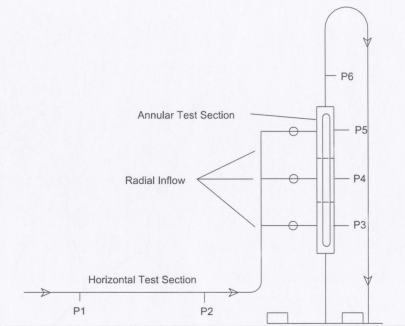 P6
Annular Test Section
P5
Radial Inflow
P4
P3
Horizontal Test Section
P1
P2